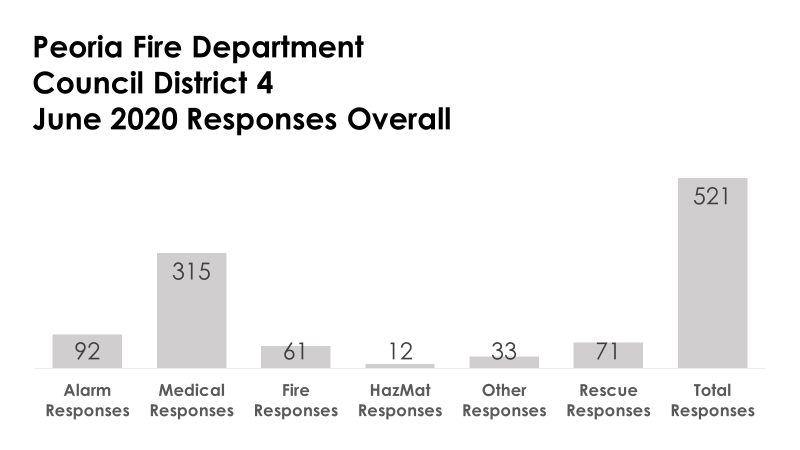 Peoria Fire Department
Council District 4
June 2020 Responses Overall
521
315
92
61
12
33
71
Alarm Responses
Medical Responses
Fire Responses
HazMat Responses
Other Responses
Rescue Responses
Total Responses